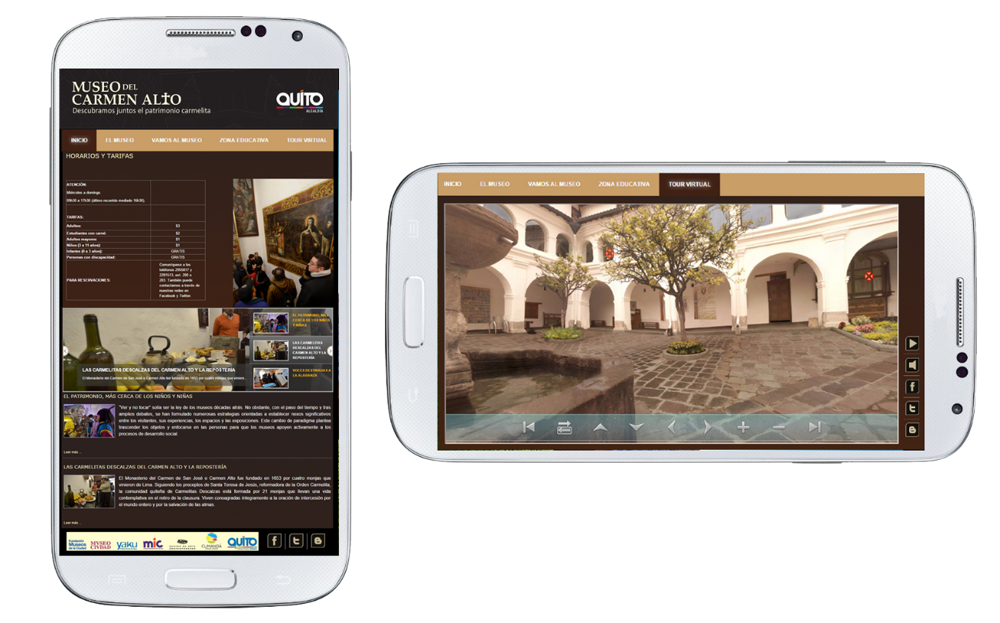 MUSEO DEL
CARMEN ALTO
Descubramos juntos el patrimonio carmelita
QUITO
ALCALDÍA
INICIO EL MUSEO VAMOS AL MUSEO ZONA EDUCATIVA TOUR VIRTUAL
HORARIOS Y TARIFAS
ATENCIÓN:
Miércoles a domingo.
09h30 a 17h30 (último recorrido mediado 16h30).
TARIFAS:
Adultos: $3
Estudiantes con carné: $2
Adultos mayores: $1
Niños (3 a 11 años): $1
Infantes (0 a 3 años): GRATIS
Personas con discapacidad: GRATIS
PARA RESERVACIONES:
Comuníquese a los
teléfonos 2955817 y
2281513, ext. 200 o
203. También puede
contactarnos a través de
nuestras redes en
Facebook y Twitter.
EL PATRIMONIO, MÁS
CERCA DE LOS NIÑOS
Y NIÑAS
LAS CARMELITAS
DESCALZAS DEL
CARMEN ALTO Y LA
REPOSTERÍA
VOCES DESTINADAS A
LA ALABANZA
LAS CARMELITAS DESCALZAS DEL CARMEN ALTO Y LA REPOSTERÍA
El Monasterio del Carmen de San José o Carmen Alto fue fundado en 1653 por cuatro monjas que vinieron...
EL PATRIMONIO, MÁS CERCA DE LOS NIÑOS Y NIÑAS
"Ver y no tocar" solía ser la ley de los museos décadas atrás. No obstante, con el paso del tiempo y tras
amplios debates, se han formulado numerosas estrategias orientadas a establecer nexos significativos
entre los visitantes, sus experiencias, los espacios y las exposiciones. Este cambio de paradigma plantea
trascender los objetos y enfocarse en las personas para que los museos apoyen activamente a los
procesos de desarrollo social.
Leer más ...
LAS CARMELITAS DESCALZAS DEL CARMEN ALTO Y LA REPOSTERÍA
El Monasterio del Carmen de San José o Carmen Alto fue fundado en 1653 por cuatro monjas que
vinieron de Lima. Siguiendo los preceptos de Santa Teresa de Jesús, reformadora de la Orden Carmelita,
la comunidad quiteña de Carmelitas Descalzas está formada por 21 monjas que llevan una vida
contemplativa en el retiro de la clausura. Viven consagradas íntegramente a la oración de intercesión por
el mundo entero y por la salvación de las almas.
Leer más ...
Fundación
Museos
de la Ciudad
MVSEO
CIVDAD
yaku
mic
CENTRO DE ARTE
CONTEMPORÁNEO
CUMANDÁ
QUITO
INICIO EL MUSEO VAMOS AL MUSEO ZONA EDUCATIVA TOUR VIRTUAL